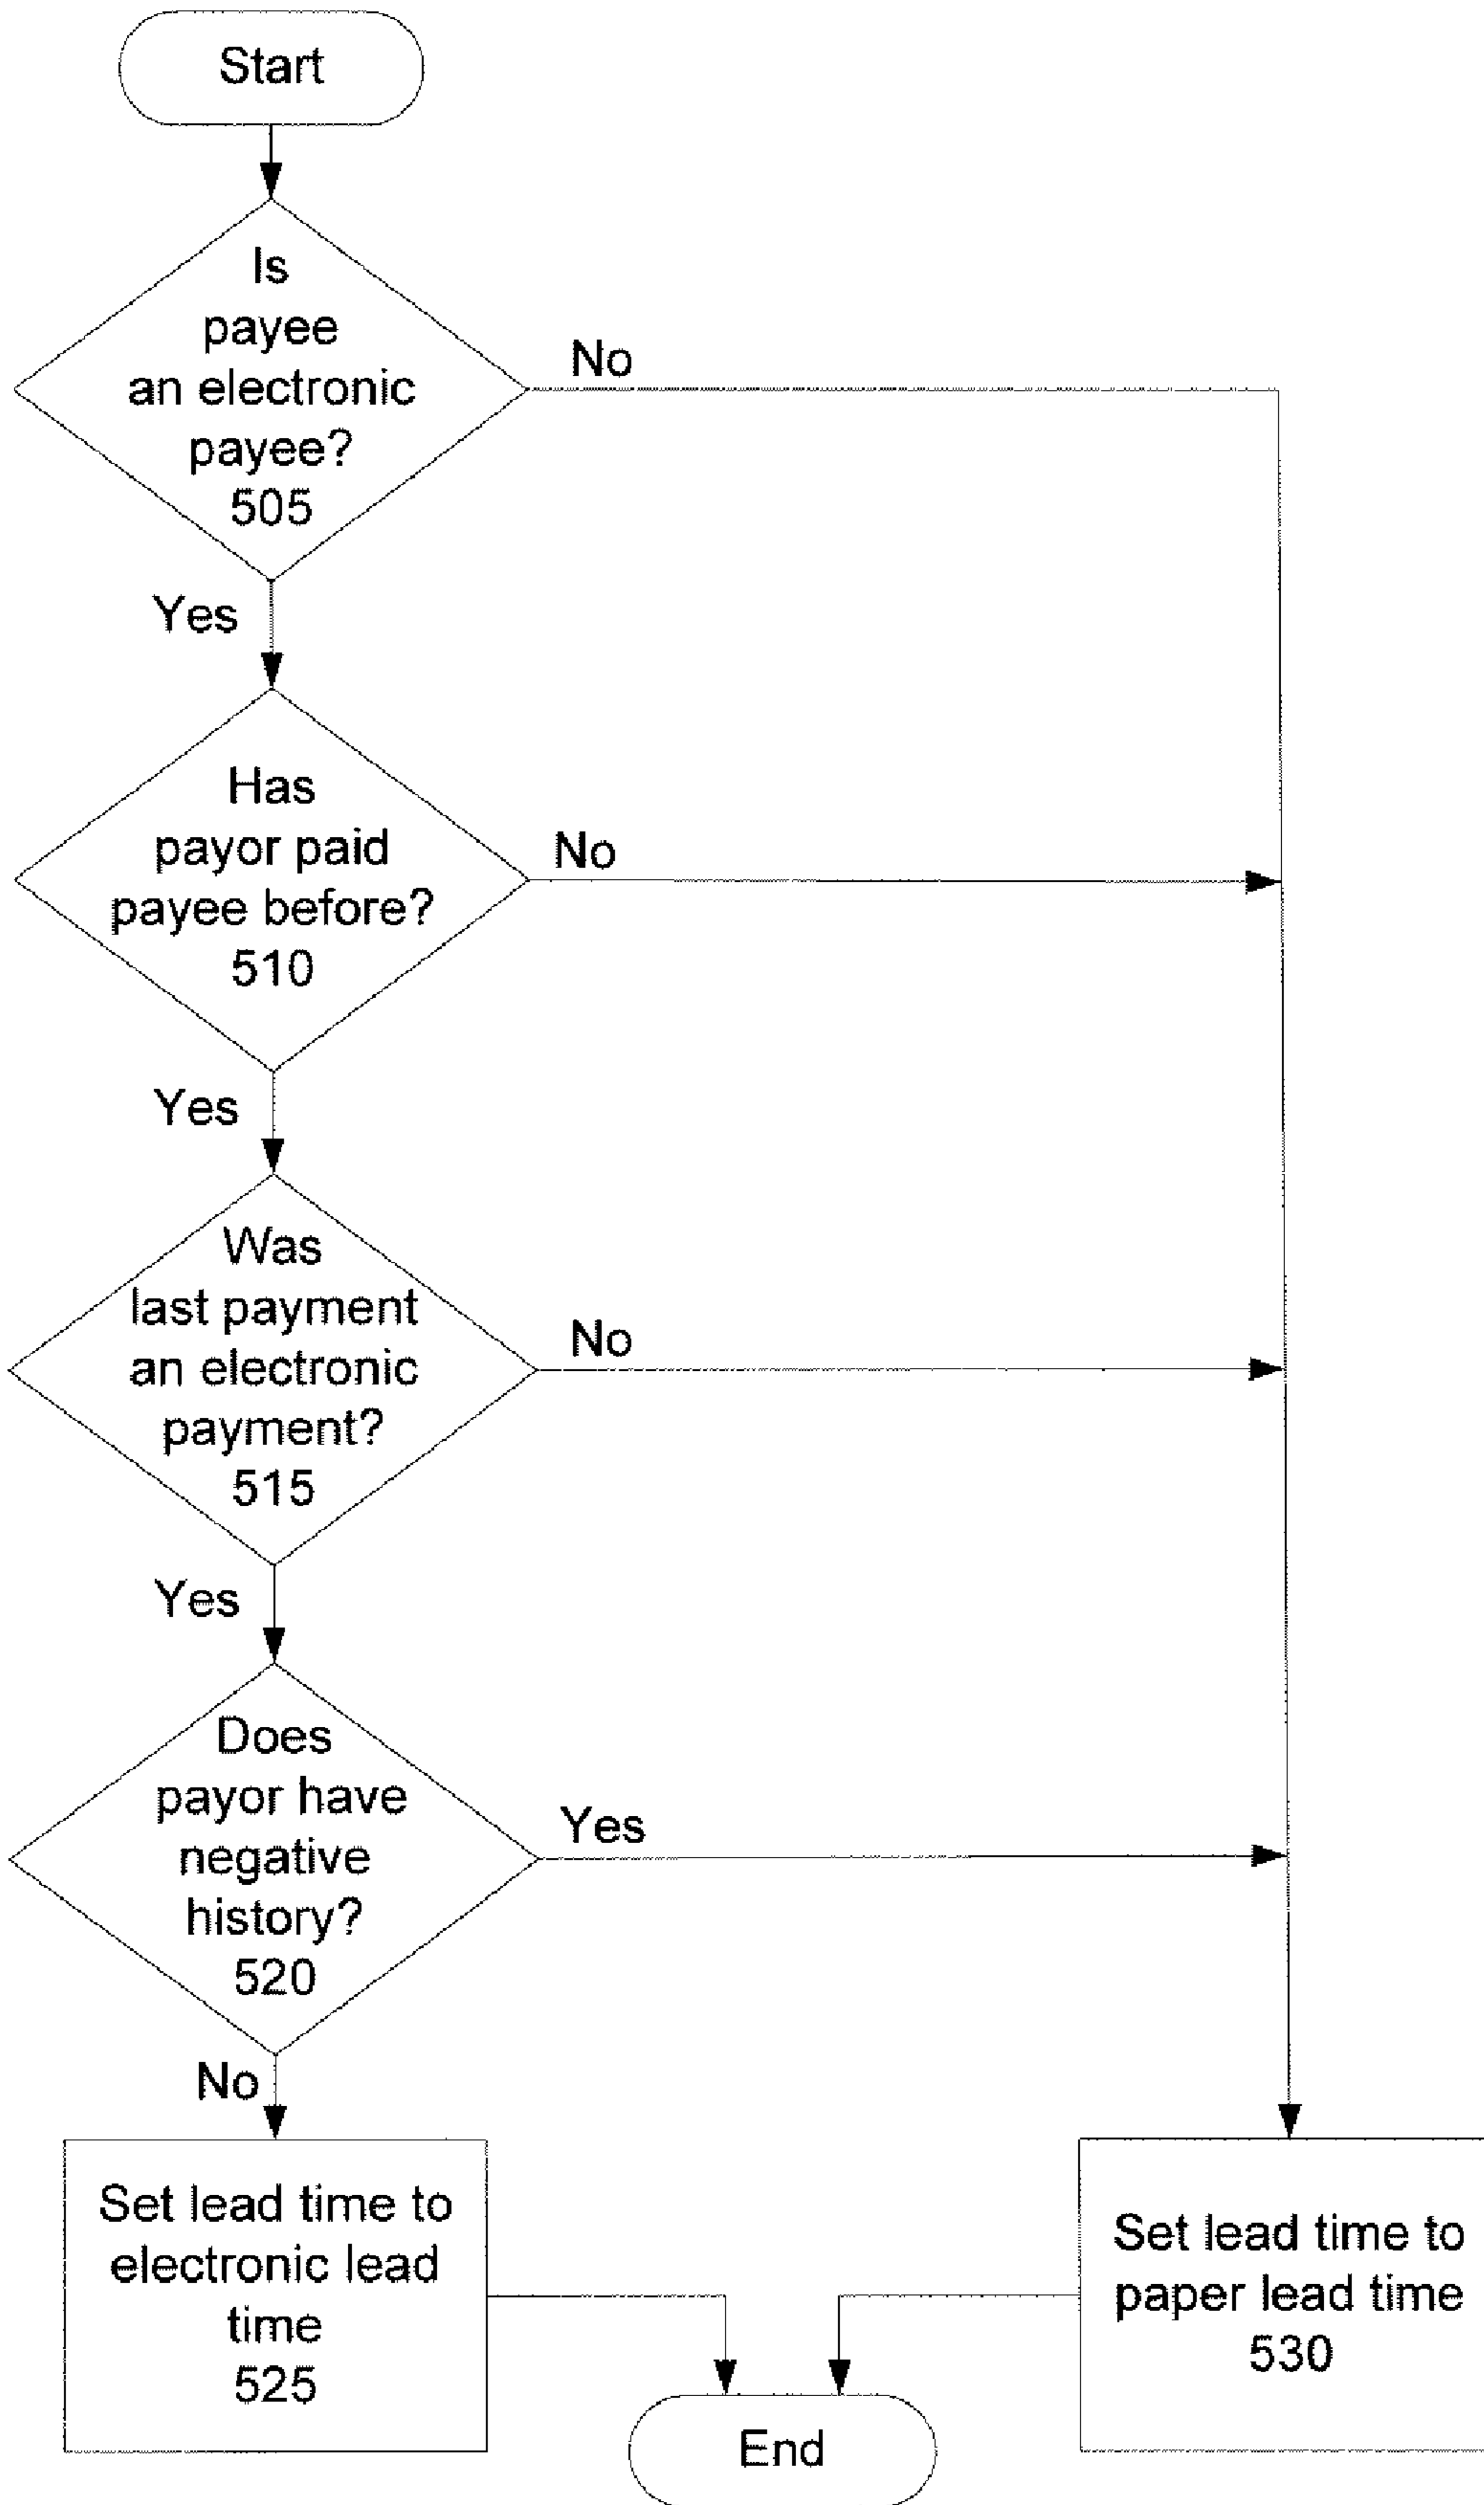 Start
Is
payee
an electronic
payee?
505
No
Yes
Has
payor paid
payee before?
510
No
Yes
Was
last payment
an electronic
payment?
515
No
Yes
Does
payor have
negative
history?
520
Yes
No
Set lead time to
electronic lead
time
525
Set lead time to
paper lead time
530
End